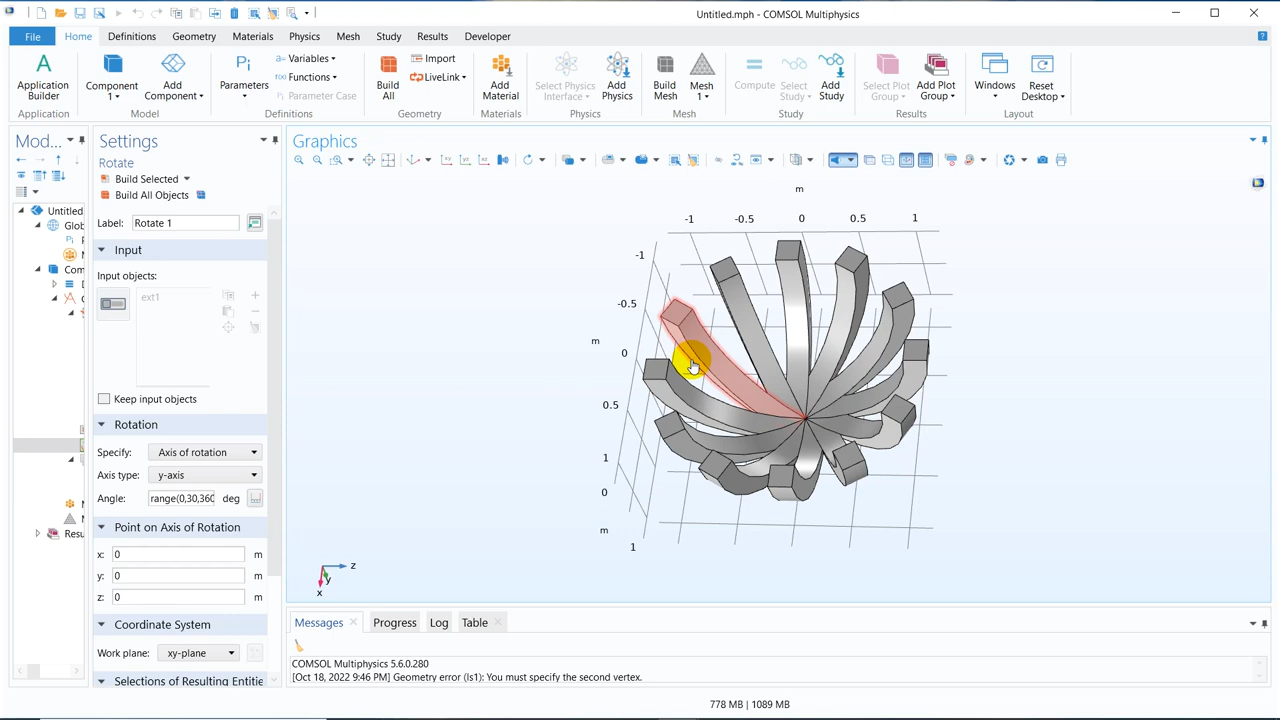 Untitled.mph - COMSOL Multiphysics
File Home Definitions Geometry Materials Physics Mesh Study Results Developer
Application Builder
Component 1
Add Component
Parameters
Variables
Functions
Parameter Case
Import
LiveLink
Build All
Add Material
Select Physics Interface
Add Physics
Build Mesh
Mesh 1
Compute
Select Study
Add Study
Select Plot Group
Add Plot Group
Windows
Reset Desktop
Application Model Definitions Geometry Materials Physics Mesh Study Results Layout
Mod...
Untitled
Glob
Com
Resu
Settings
Rotate
Build Selected
Build All Objects
Label: Rotate 1
Input
Input objects:
ext1
Keep input objects
Rotation
Specify: Axis of rotation
Axis type: y-axis
Angle: range(0,30,360 deg
Point on Axis of Rotation
x: 0 m
y: 0 m
z: 0 m
Coordinate System
Work plane: xy-plane
Selections of Resulting Entitie
Graphics
m
-1 -0.5 0 0.5 1
-1
-0.5
m
0
0.5
1
0
m
1
z
y
x
Messages Progress Log Table
COMSOL Multiphysics 5.6.0.280
[Oct 18, 2022 9:46 PM] Geometry error (ls1): You must specify the second vertex.
778 MB | 1089 MB